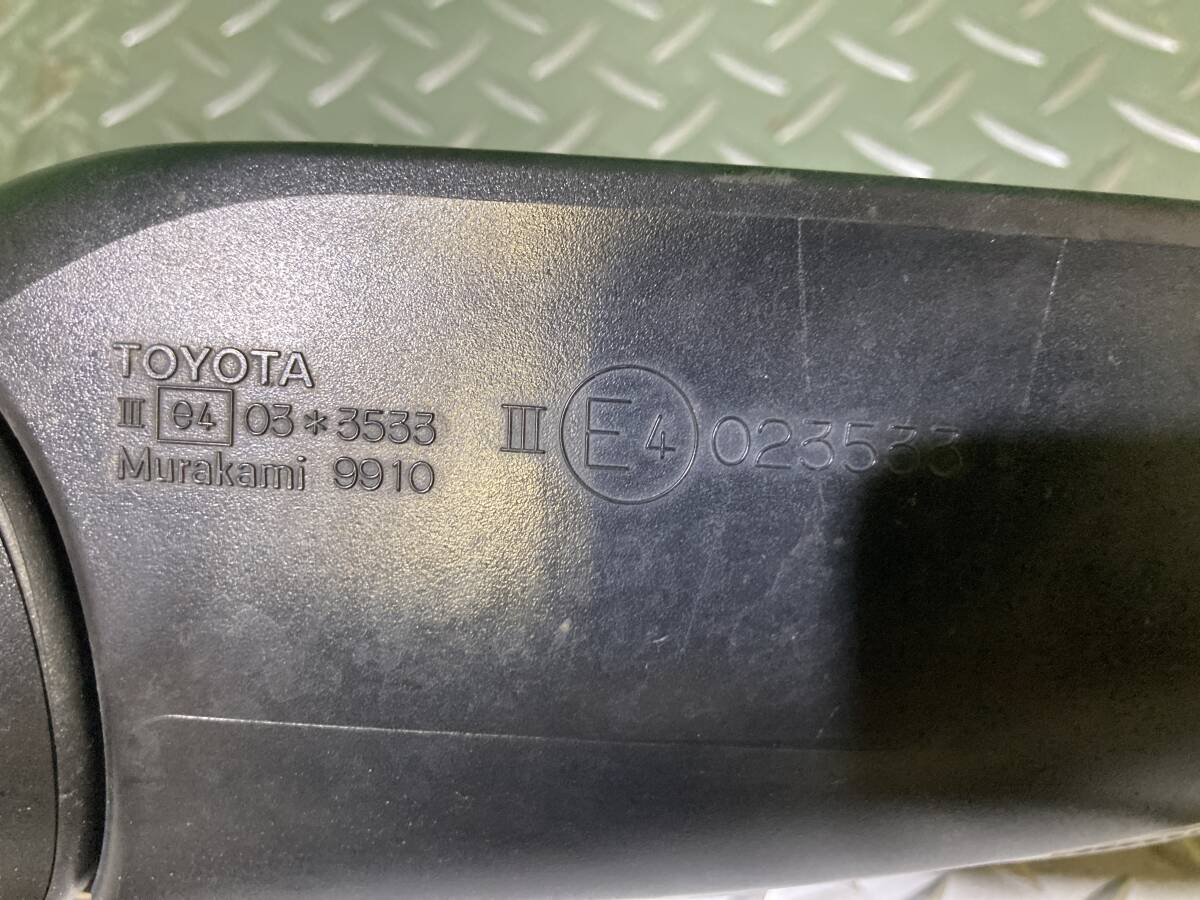 TOYOTA
III e4 03*3533
Murakami 9910
III E4 023533